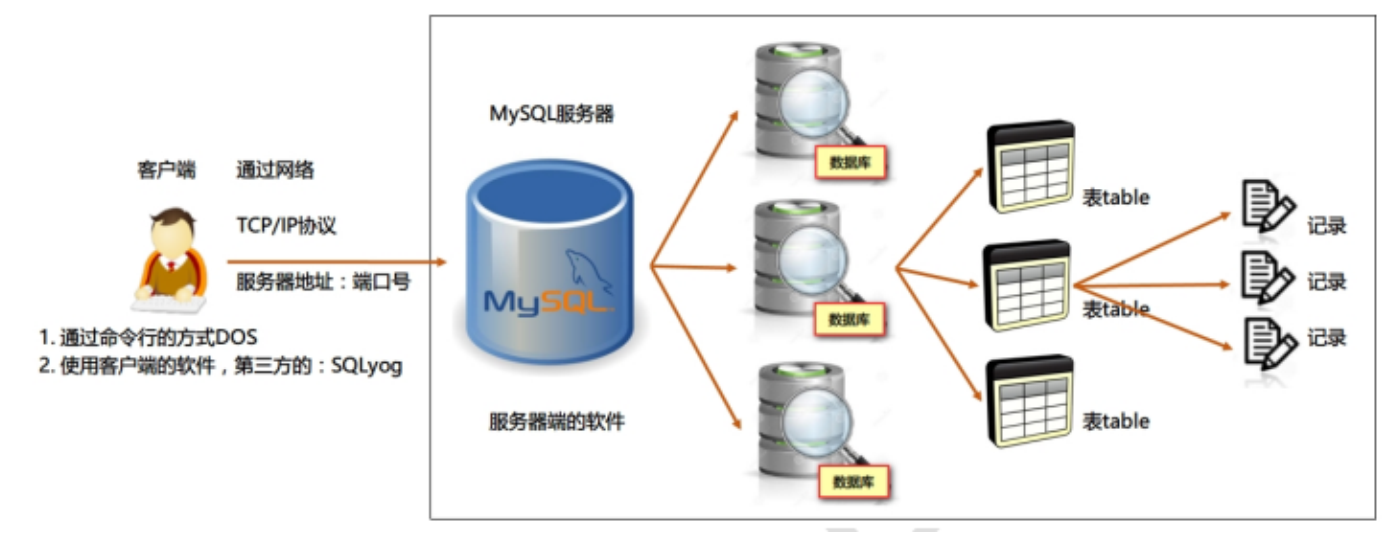 客户端
通过网络
TCP/IP协议
服务器地址：端口号
1. 通过命令行的方式DOS
2. 使用客户端的软件，第三方的：SQLyog
MySQL服务器
MySQL
服务器端的软件
数据库
数据库
数据库
表table
表table
表table
记录
记录
记录